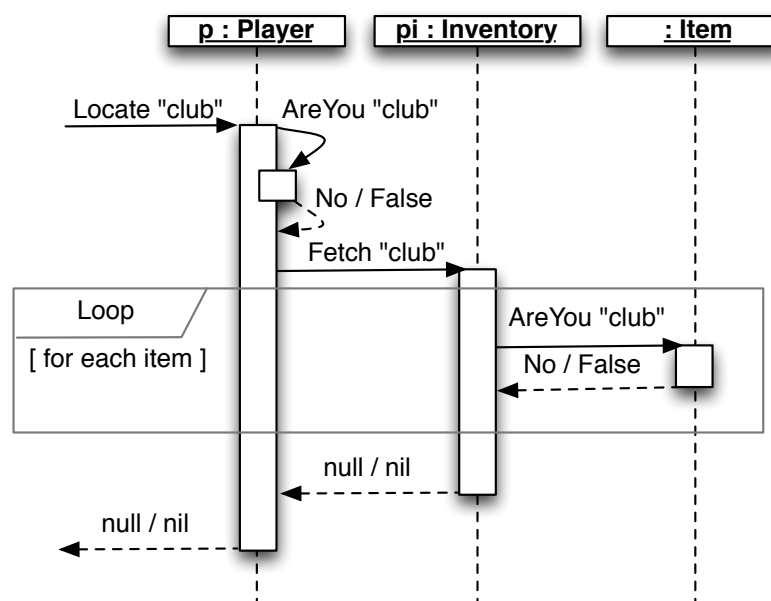 p : Player
pi : Inventory
: Item
Locate "club"
AreYou "club"
No / False
Fetch "club"
Loop
[ for each item ]
AreYou "club"
No / False
null / nil
null / nil